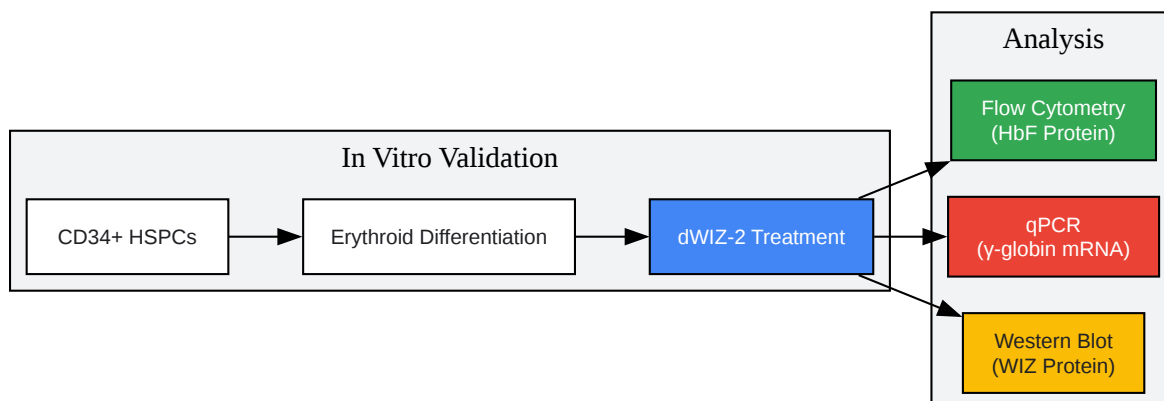 Analysis
Flow Cytometry
(HbF Protein)
In Vitro Validation
CD34+ HSPCs
Erythroid Differentiation
dWIZ-2 Treatment
qPCR
(γ-globin mRNA)
Western Blot
(WIZ Protein)